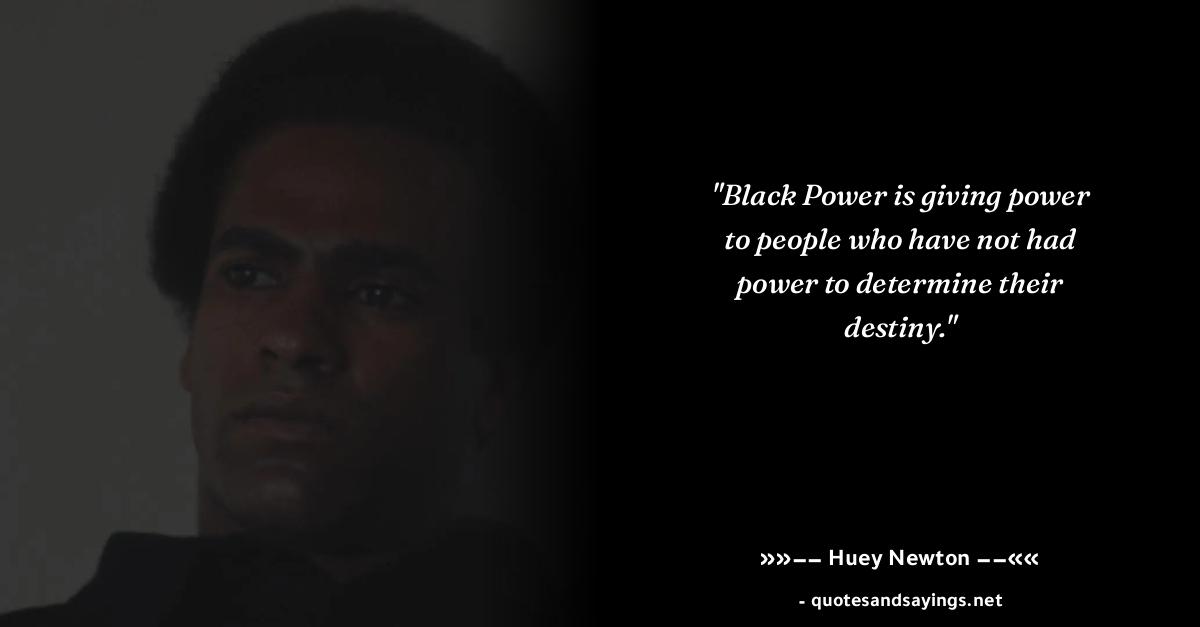 "Black Power is giving power
to people who have not had
power to determine their
destiny."
»»–– Huey Newton ––««
- quotesandsayings.net